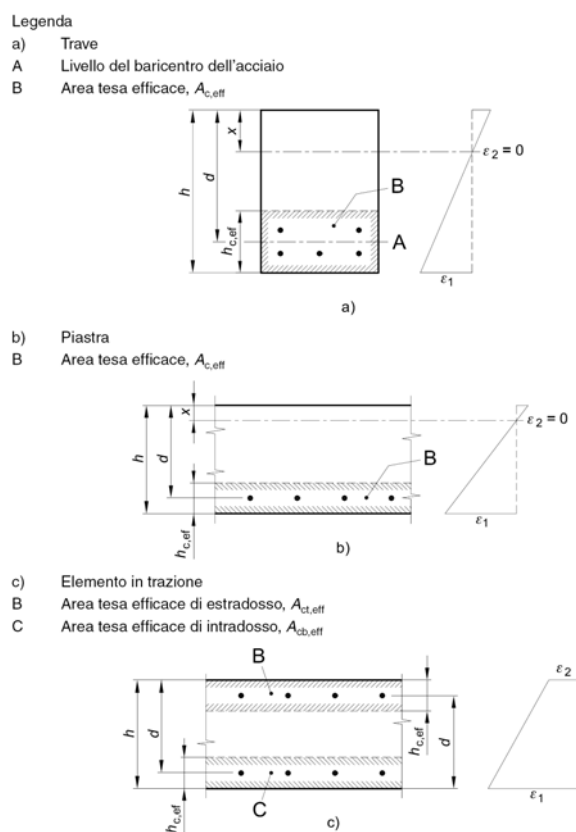 Legenda
a) Trave
A Livello del baricentro dell'acciaio
B Area tesa efficace, Ac,eff
x
ε2 = 0
h
d
B
hc,ef
A
ε1
a)
b) Piastra
B Area tesa efficace, Ac,eff
x
ε2 = 0
h
d
B
ε1
hc,ef
b)
c) Elemento in trazione
B Area tesa efficace di estradosso, Act,eff
C Area tesa efficace di intradosso, Acb,eff
B
ε2
hc,ef
h
d
d
hc,ef
C
ε1
c)